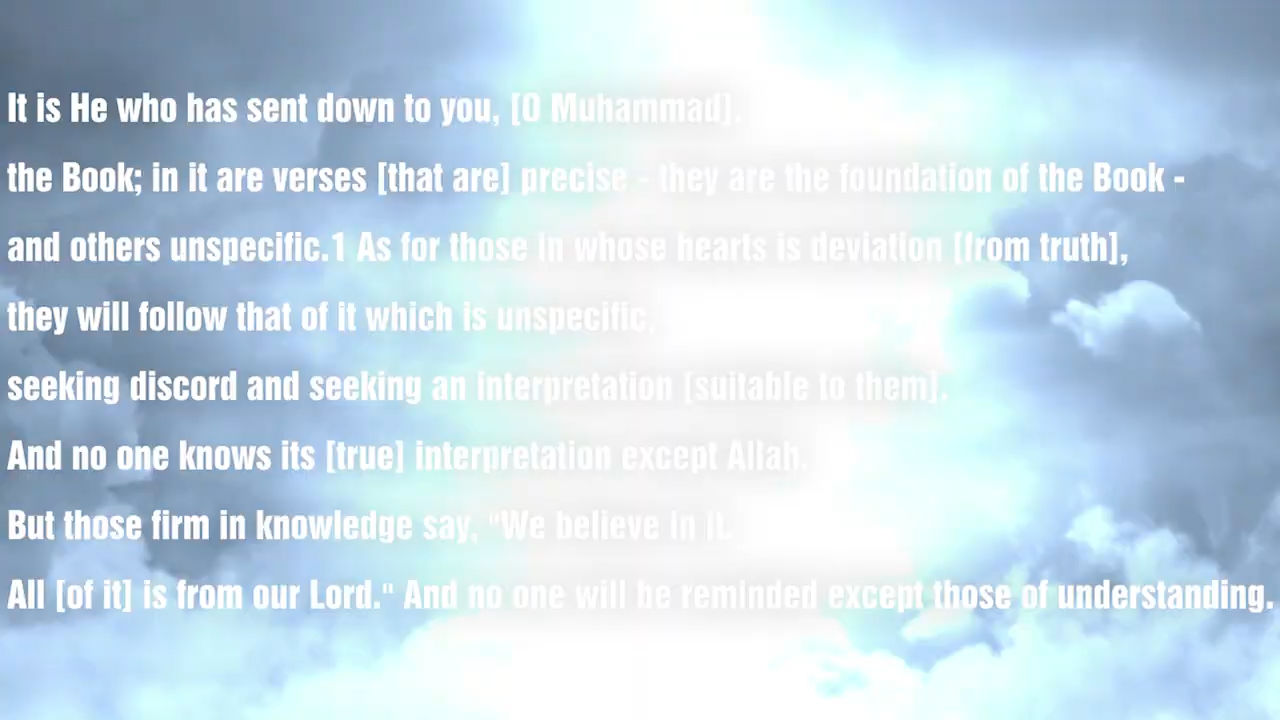 It is He who has sent down to you, [O Muhammad],
the Book; in it are verses [that are] precise - they are the foundation of the Book -
and others unspecific.1 As for those in whose hearts is deviation [from truth],
they will follow that of it which is unspecific,
seeking discord and seeking an interpretation [suitable to them].
And no one knows its [true] interpretation except Allah.
But those firm in knowledge say, "We believe in it.
All [of it] is from our Lord." And no one will be reminded except those of understanding.